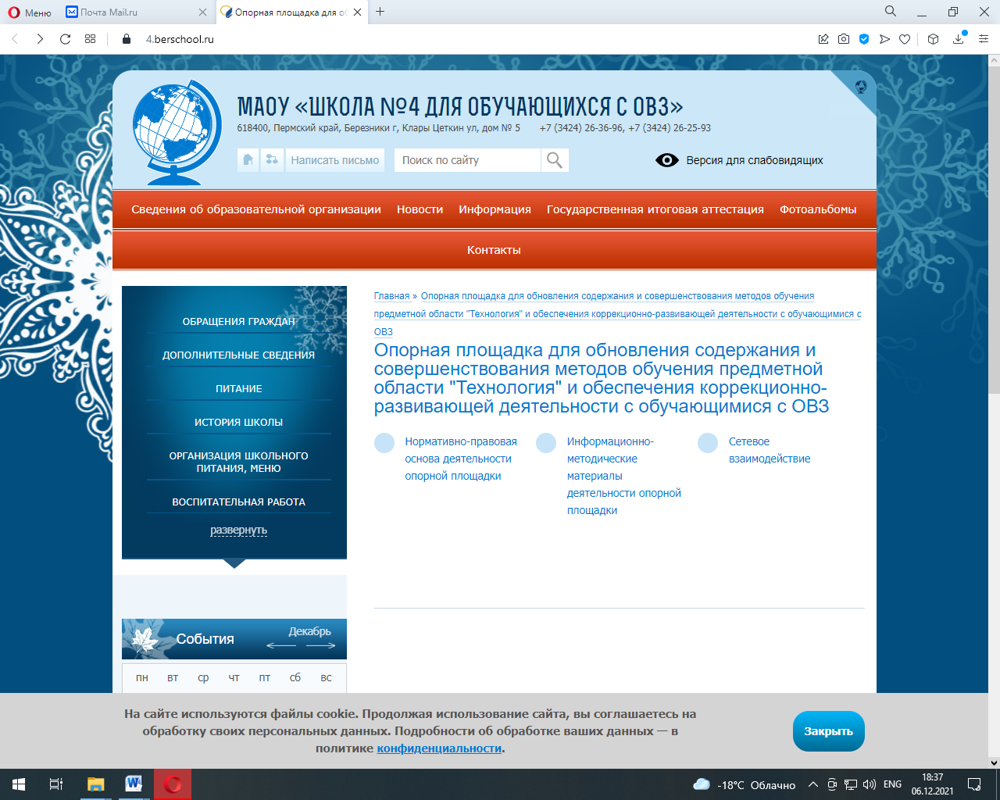 Меню
Почта Mail.ru
Опорная площадка для об
4.berschool.ru
МАОУ «ШКОЛА №4 ДЛЯ ОБУЧАЮЩИХСЯ С ОВЗ»
618400, Пермский край, Березники г, Клары Цеткин ул, дом № 5 +7 (3424) 26-36-96, +7 (3424) 26-25-93
Написать письмо
Поиск по сайту
Версия для слабовидящих
Сведения об образовательной организации Новости Информация Государственная итоговая аттестация Фотоальбомы
Контакты
ОБРАЩЕНИЯ ГРАЖДАН
ДОПОЛНИТЕЛЬНЫЕ СВЕДЕНИЯ
ПИТАНИЕ
ИСТОРИЯ ШКОЛЫ
ОРГАНИЗАЦИЯ ШКОЛЬНОГО
ПИТАНИЯ, МЕНЮ
ВОСПИТАТЕЛЬНАЯ РАБОТА
развернуть
Главная » Опорная площадка для обновления содержания и совершенствования методов обучения
предметной области "Технология" и обеспечения коррекционно-развивающей деятельности с обучающимися с
ОВЗ
Опорная площадка для обновления содержания и
совершенствования методов обучения предметной
области "Технология" и обеспечения коррекционно-
развивающей деятельности с обучающимися с ОВЗ
Нормативно-правовая
основа деятельности
опорной площадки
Информационно-
методические
материалы
деятельности опорной
площадки
Сетевое
взаимодействие
События
Декабрь
пн вт ср чт пт сб вс
На сайте используются файлы cookie. Продолжая использование сайта, вы соглашаетесь на
обработку своих персональных данных. Подробности об обработке ваших данных — в
политике конфиденциальности.
Закрыть
-18°C Облачно
ENG
18:37
06.12.2021